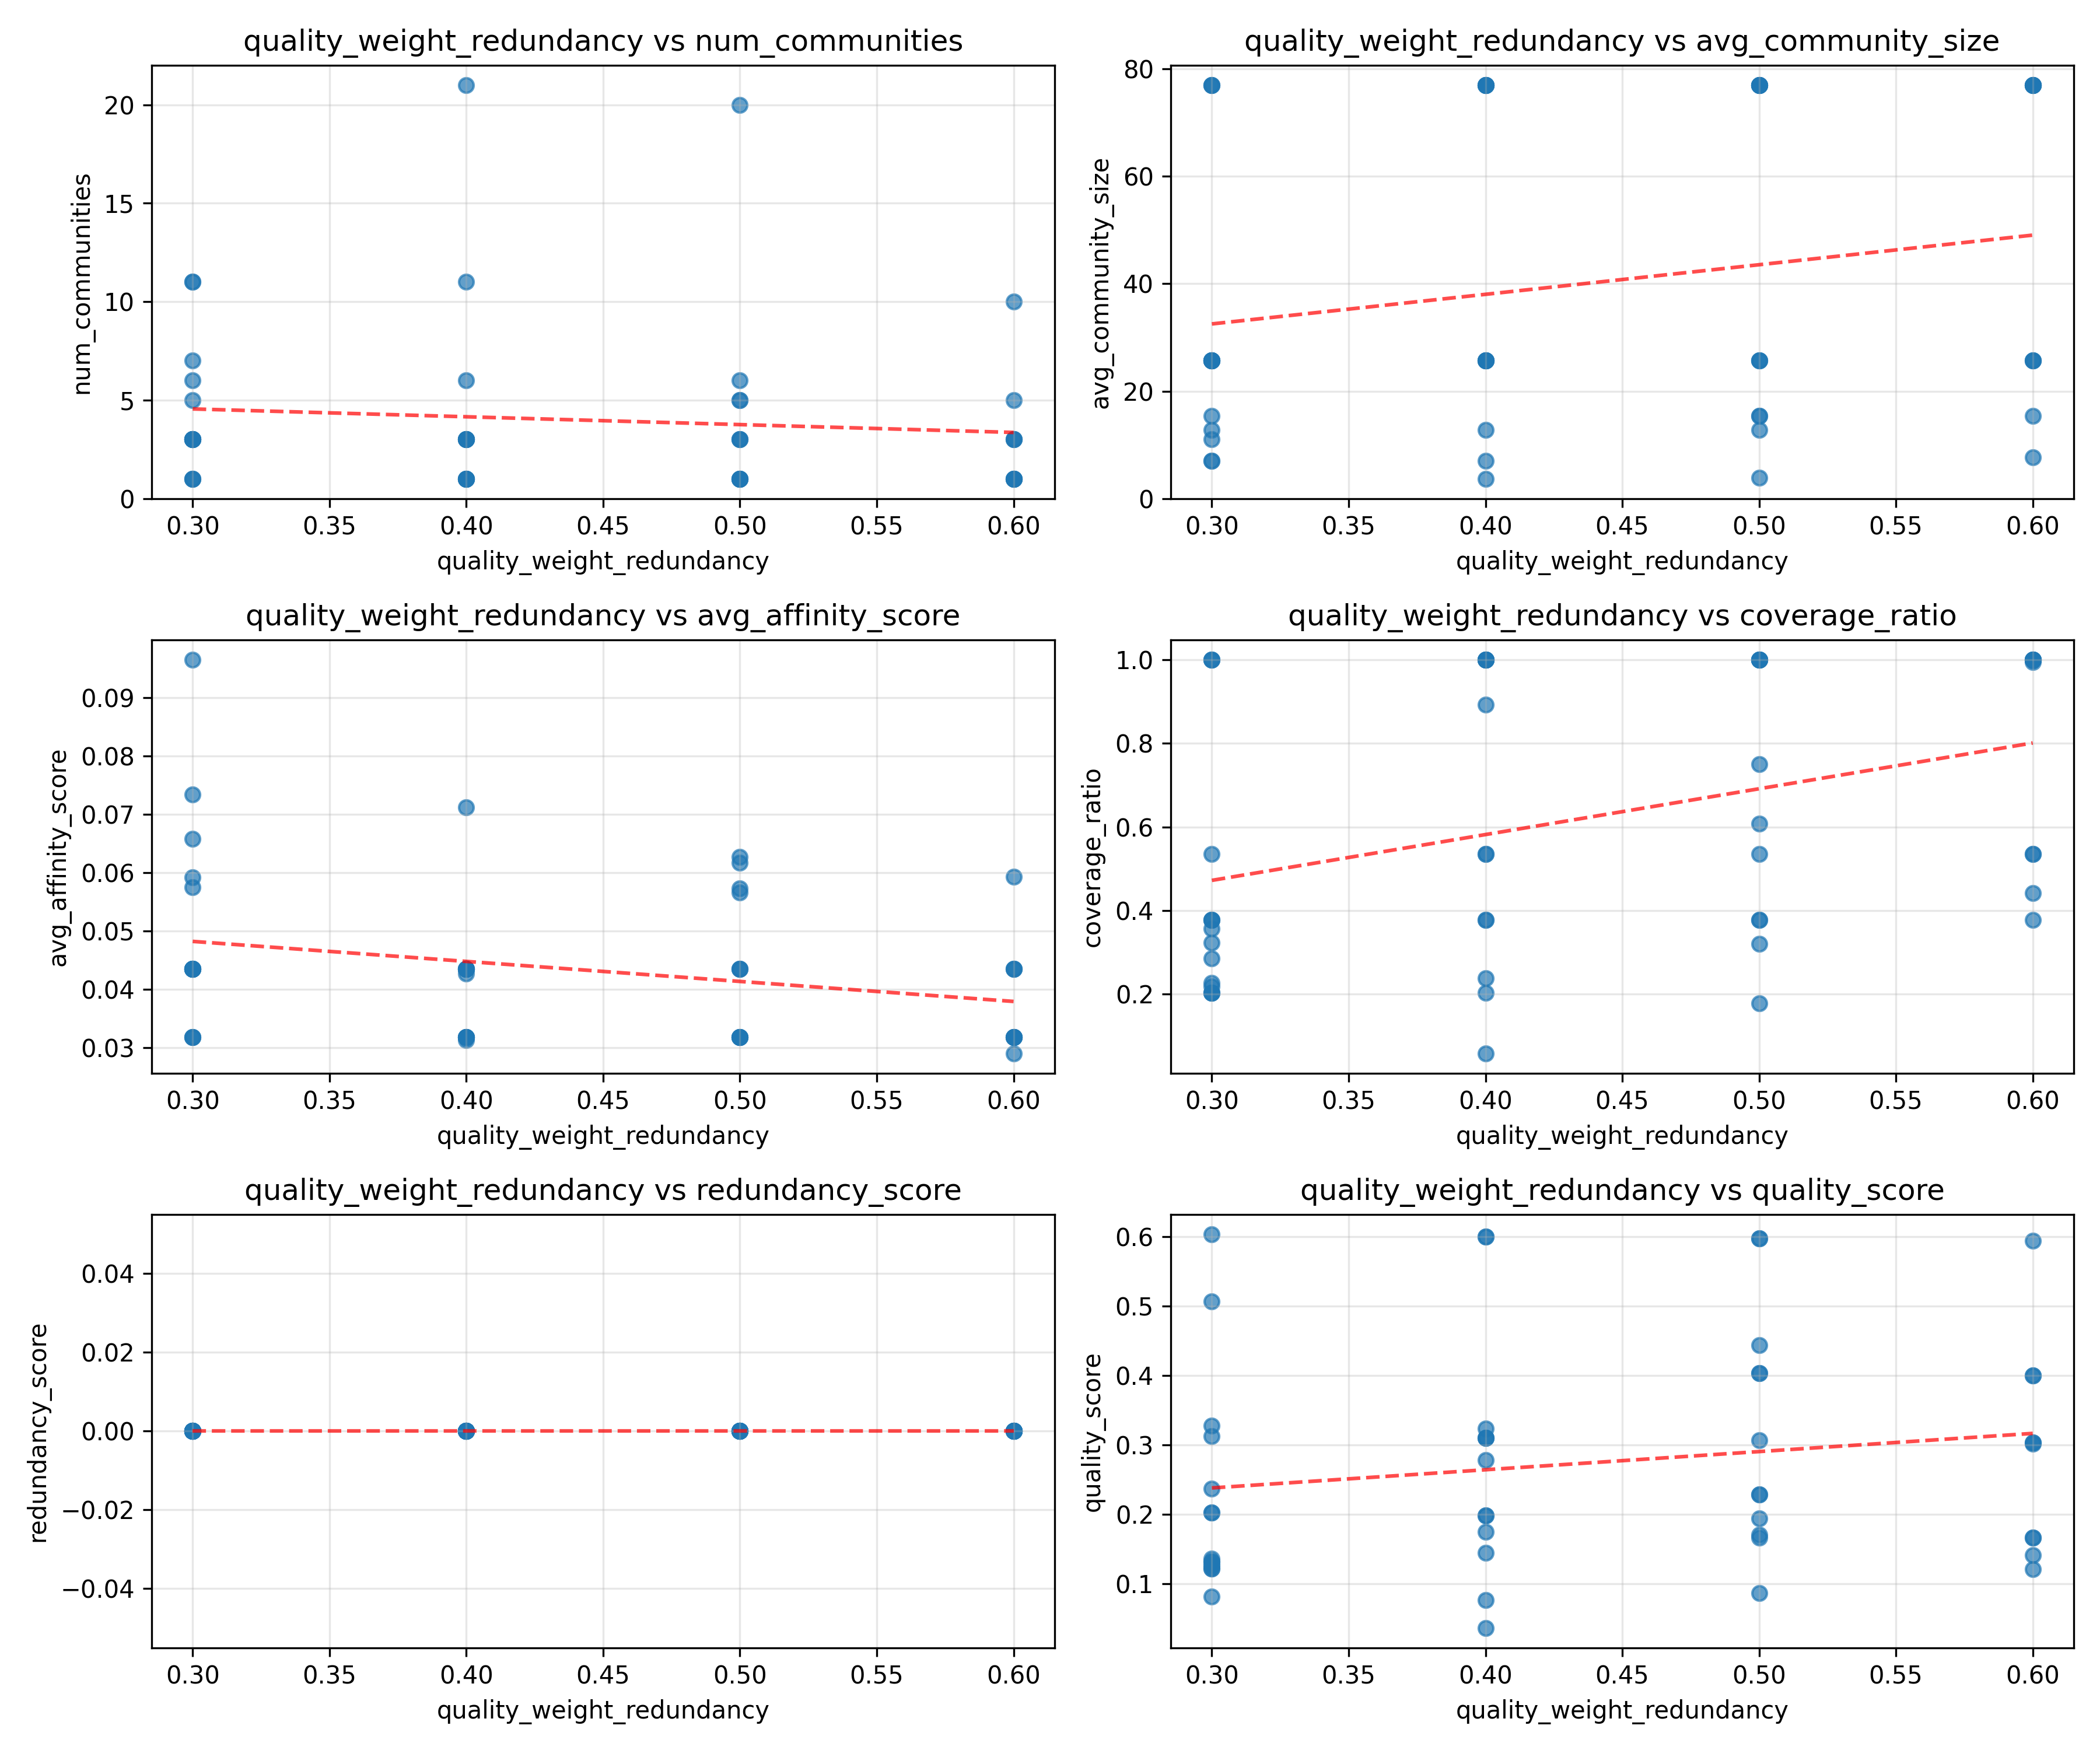 quality_weight_redundancy vs num_communities
num_communities
20
15
10
5
0
0.30 0.35 0.40 0.45 0.50 0.55 0.60
quality_weight_redundancy
quality_weight_redundancy vs avg_community_size
avg_community_size
80
60
40
20
0
0.30 0.35 0.40 0.45 0.50 0.55 0.60
quality_weight_redundancy
quality_weight_redundancy vs avg_affinity_score
avg_affinity_score
0.09
0.08
0.07
0.06
0.05
0.04
0.03
0.30 0.35 0.40 0.45 0.50 0.55 0.60
quality_weight_redundancy
quality_weight_redundancy vs coverage_ratio
coverage_ratio
1.0
0.8
0.6
0.4
0.2
0.30 0.35 0.40 0.45 0.50 0.55 0.60
quality_weight_redundancy
quality_weight_redundancy vs redundancy_score
redundancy_score
0.04
0.02
0.00
−0.02
−0.04
0.30 0.35 0.40 0.45 0.50 0.55 0.60
quality_weight_redundancy
quality_weight_redundancy vs quality_score
quality_score
0.6
0.5
0.4
0.3
0.2
0.1
0.30 0.35 0.40 0.45 0.50 0.55 0.60
quality_weight_redundancy